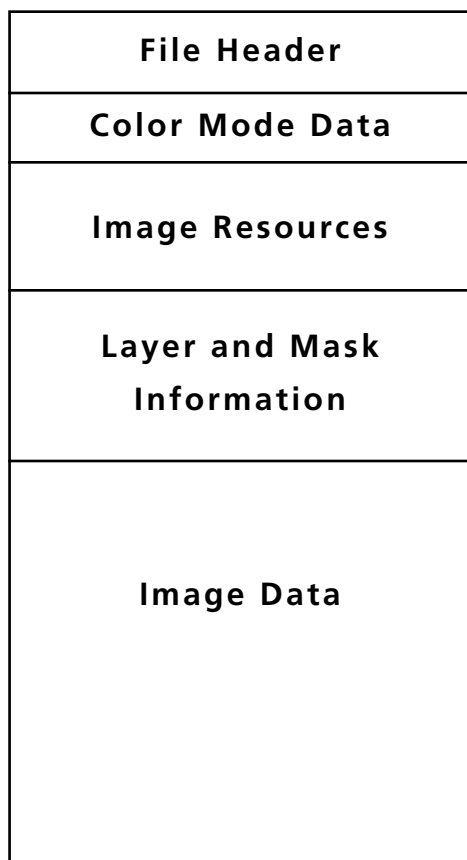 File Header
Color Mode Data
Image Resources
Layer and Mask
Information
Image Data